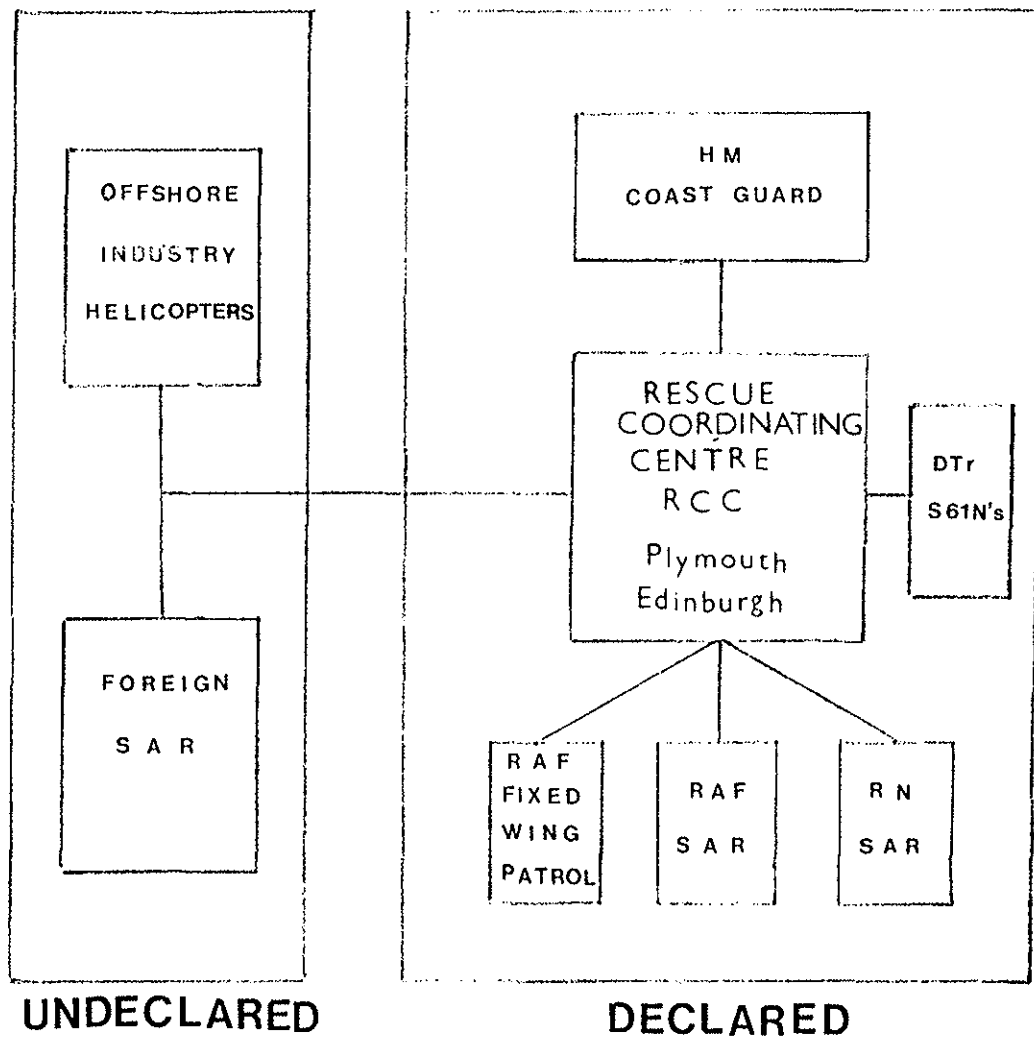 OFFSHORE
INDUSTRY
HELICOPTERS
FOREIGN
SAR
UNDECLARED
HM
COAST GUARD
RESCUE
COORDINATING
CENTRE
RCC
Plymouth
Edinburgh
DTr
S61N's
RAF
FIXED
WING
PATROL
RAF
SAR
RN
SAR
DECLARED